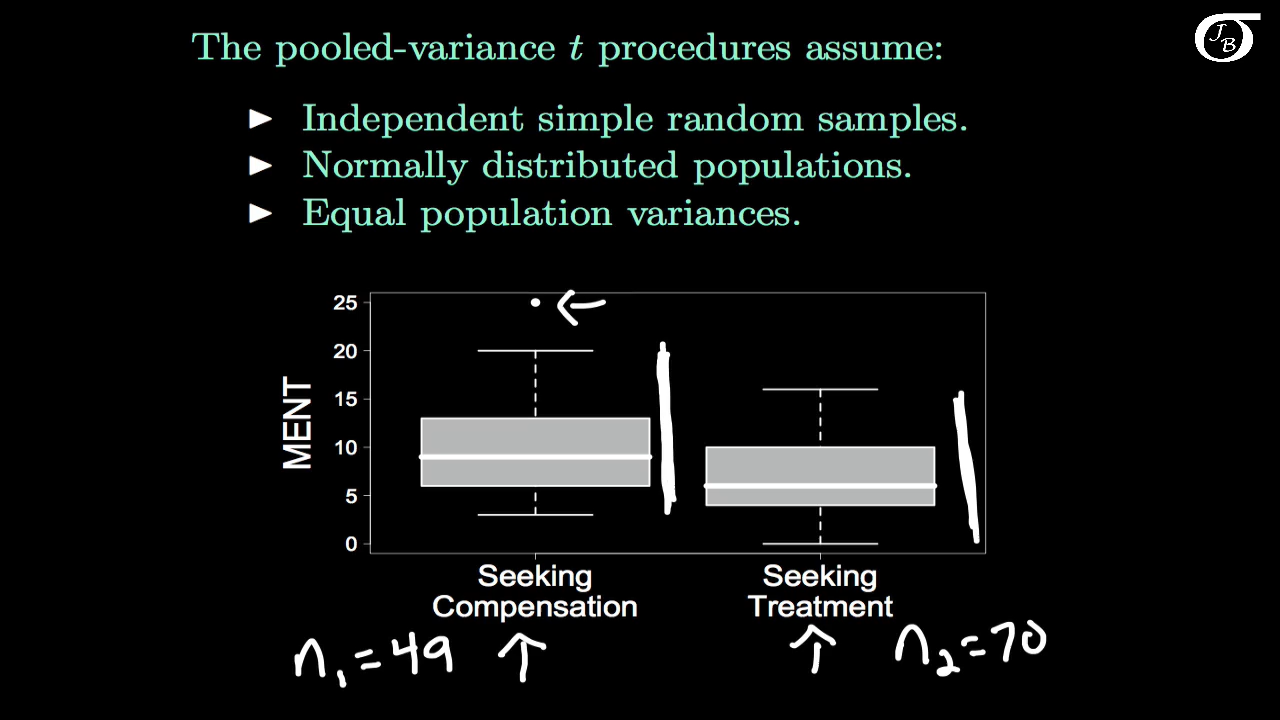 The pooled-variance t procedures assume:
JB
Independent simple random samples.
Normally distributed populations.
Equal population variances.
25
20
15
10
5
0
MENT
Seeking Compensation
Seeking Treatment
n₁=49
n₂=70